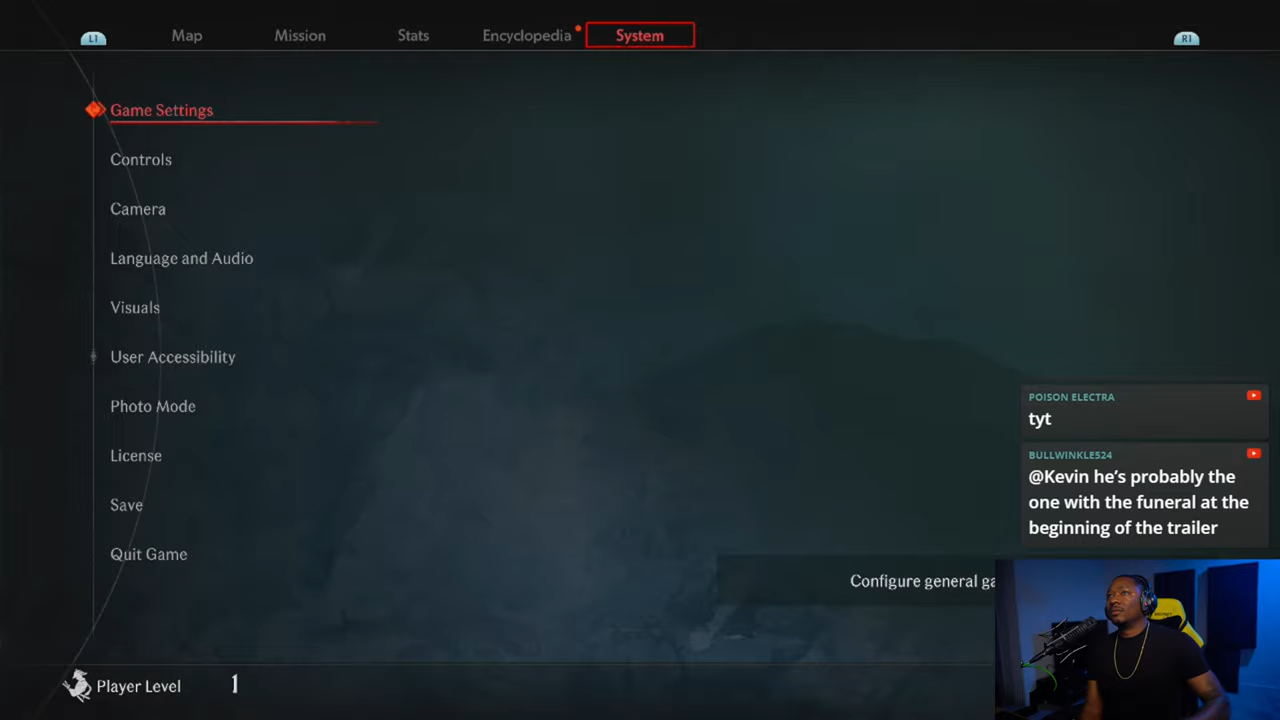 L1
Map
Mission
Stats
Encyclopedia
System
R1
Game Settings
Controls
Camera
Language and Audio
Visuals
User Accessibility
Photo Mode
License
Save
Quit Game
POISON ELECTRA
tyt
BULLWINKLE524
@Kevin he's probably the
one with the funeral at the
beginning of the trailer
Configure general
Player Level 1